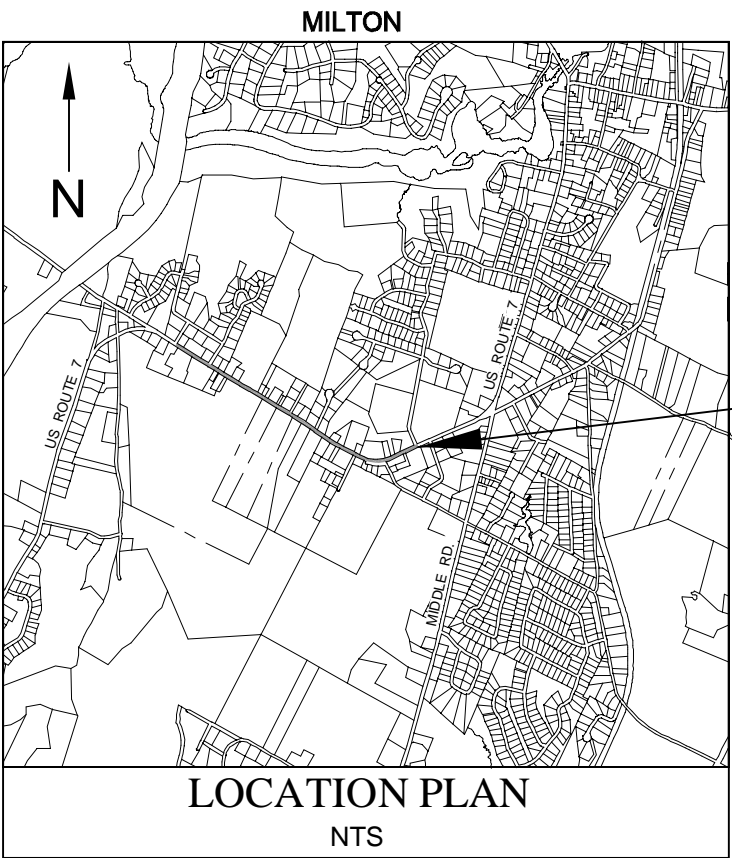 MILTON
N
US ROUTE 7
US ROUTE 7
MIDDLE RD.
LOCATION PLAN
NTS